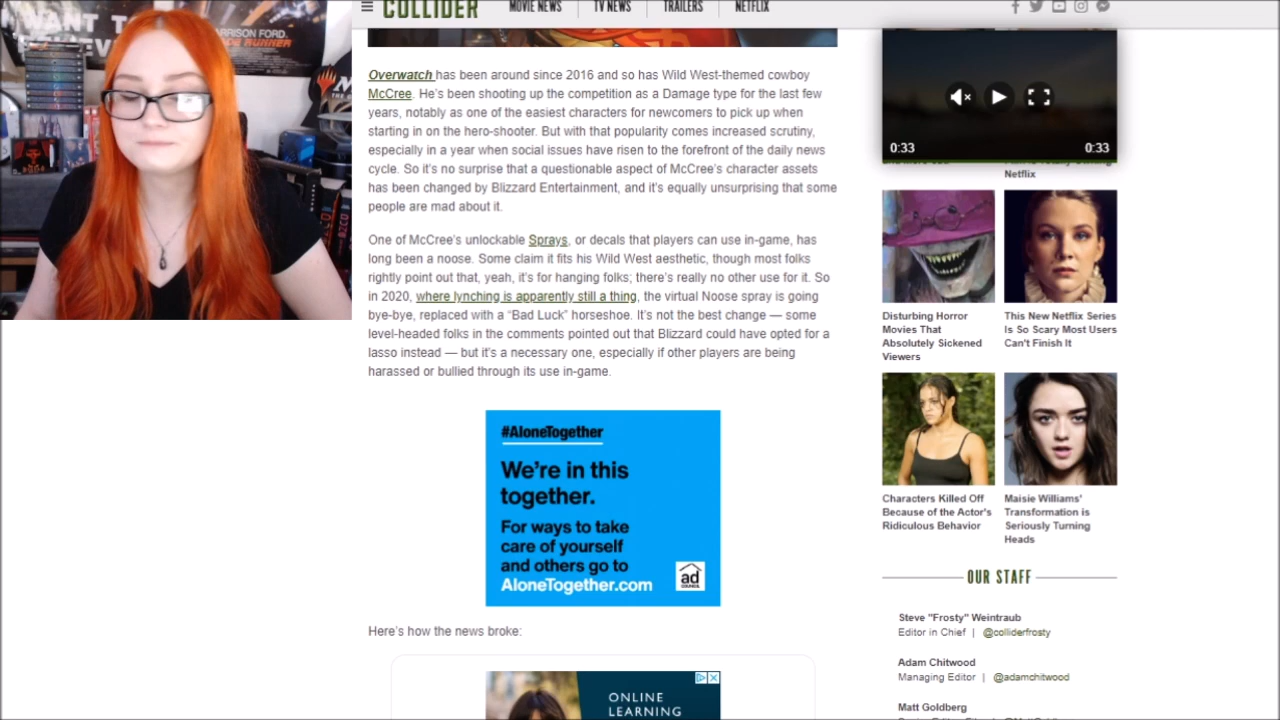 COLLIDER
MOVIE NEWS
TV NEWS
TRAILERS
NETFLIX
WANT TO
HARRISON FORD.
RUNNER
Overwatch has been around since 2016 and so has Wild West-themed cowboy
McCree. He's been shooting up the competition as a Damage type for the last few
years, notably as one of the easiest characters for newcomers to pick up when
starting in on the hero-shooter. But with that popularity comes increased scrutiny,
especially in a year when social issues have risen to the forefront of the daily news
cycle. So it's no surprise that a questionable aspect of McCree's character assets
has been changed by Blizzard Entertainment, and it's equally unsurprising that some
people are mad about it.
One of McCree's unlockable Sprays, or decals that players can use in-game, has
long been a noose. Some claim it fits his Wild West aesthetic, though most folks
rightly point out that, yeah, it's for hanging folks; there's really no other use for it. So
in 2020, where lynching is apparently still a thing, the virtual Noose spray is going
bye-bye, replaced with a “Bad Luck” horseshoe. It's not the best change — some
level-headed folks in the comments pointed out that Blizzard could have opted for a
lasso instead — but it's a necessary one, especially if other players are being
harassed or bullied through its use in-game.
#AloneTogether
We're in this
together.
For ways to take
care of yourself
and others go to
AloneTogether.com
ad
COUNCIL
Here's how the news broke:
ONLINE
LEARNING
0:33
0:33
Netflix
Disturbing Horror
Movies That
Absolutely Sickened
Viewers
This New Netflix Series
Is So Scary Most Users
Can't Finish It
Characters Killed Off
Because of the Actor's
Ridiculous Behavior
Maisie Williams'
Transformation is
Seriously Turning
Heads
OUR STAFF
Steve "Frosty" Weintraub
Editor in Chief | @colliderfrosty
Adam Chitwood
Managing Editor | @adamchitwood
Matt Goldberg